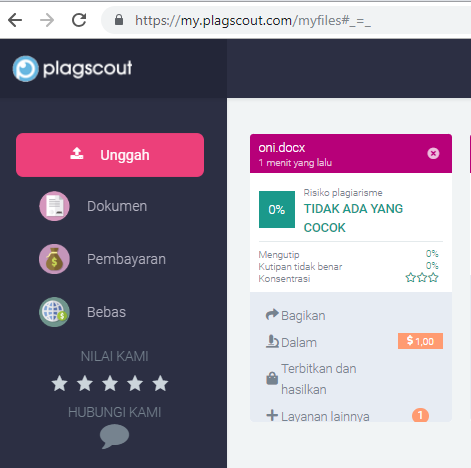 https://my.plagscout.com/myfiles#_=_
plagscout
Unggah
Dokumen
Pembayaran
Bebas
NILAI KAMI
HUBUNGI KAMI
oni.docx
1 menit yang lalu
0%
Risiko plagiarisme
TIDAK ADA YANG
COCOK
Mengutip 0%
Kutipan tidak benar 0%
Konsentrasi
Bagikan
Dalam $ 1,00
Terbitkan dan
hasilkan
Layanan lainnya 1